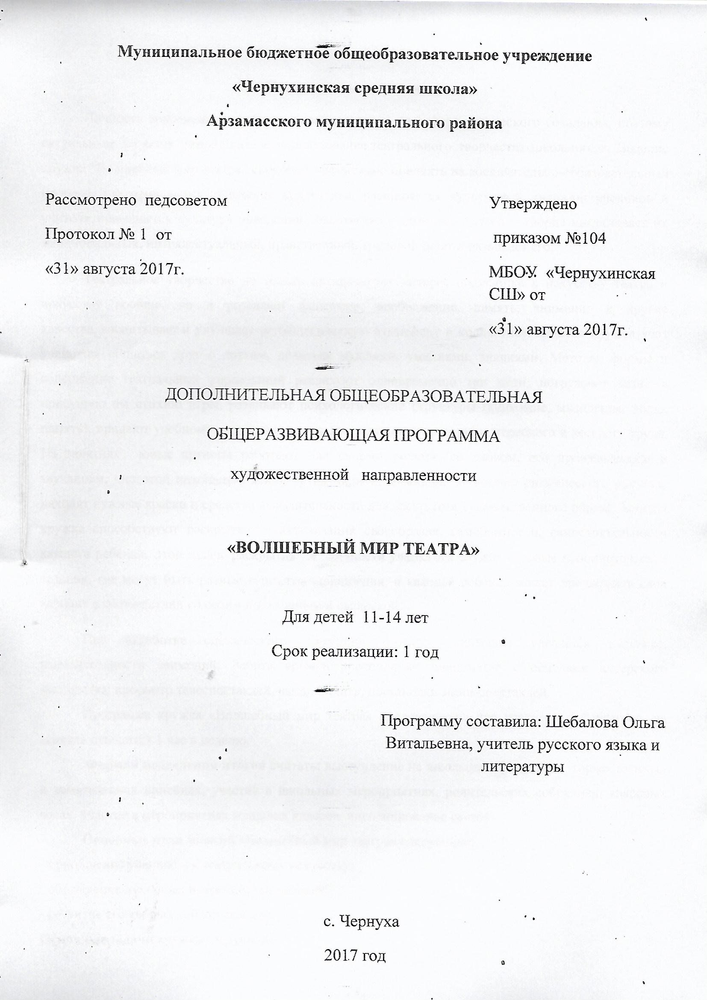 Муниципальное бюджетное общеобразовательное учреждение
«Чернухинская средняя школа»
Арзамасского муниципального района
Рассмотрено педсоветом
Протокол № 1 от
«31» августа 2017г.
Утверждено
приказом №104
МБОУ. «Чернухинская
СШ» от
«31» августа 2017г.
ДОПОЛНИТЕЛЬНАЯ ОБЩЕОБРАЗОВАТЕЛЬНАЯ
ОБЩЕРАЗВИВАЮЩАЯ ПРОГРАММА
художественной направленности
«ВОЛШЕБНЫЙ МИР ТЕАТРА»
Для детей 11-14 лет
Срок реализации: 1 год
Программу составила: Шебалова Ольга
Витальевна, учитель русского языка и
литературы
с. Чернуха
2017 год